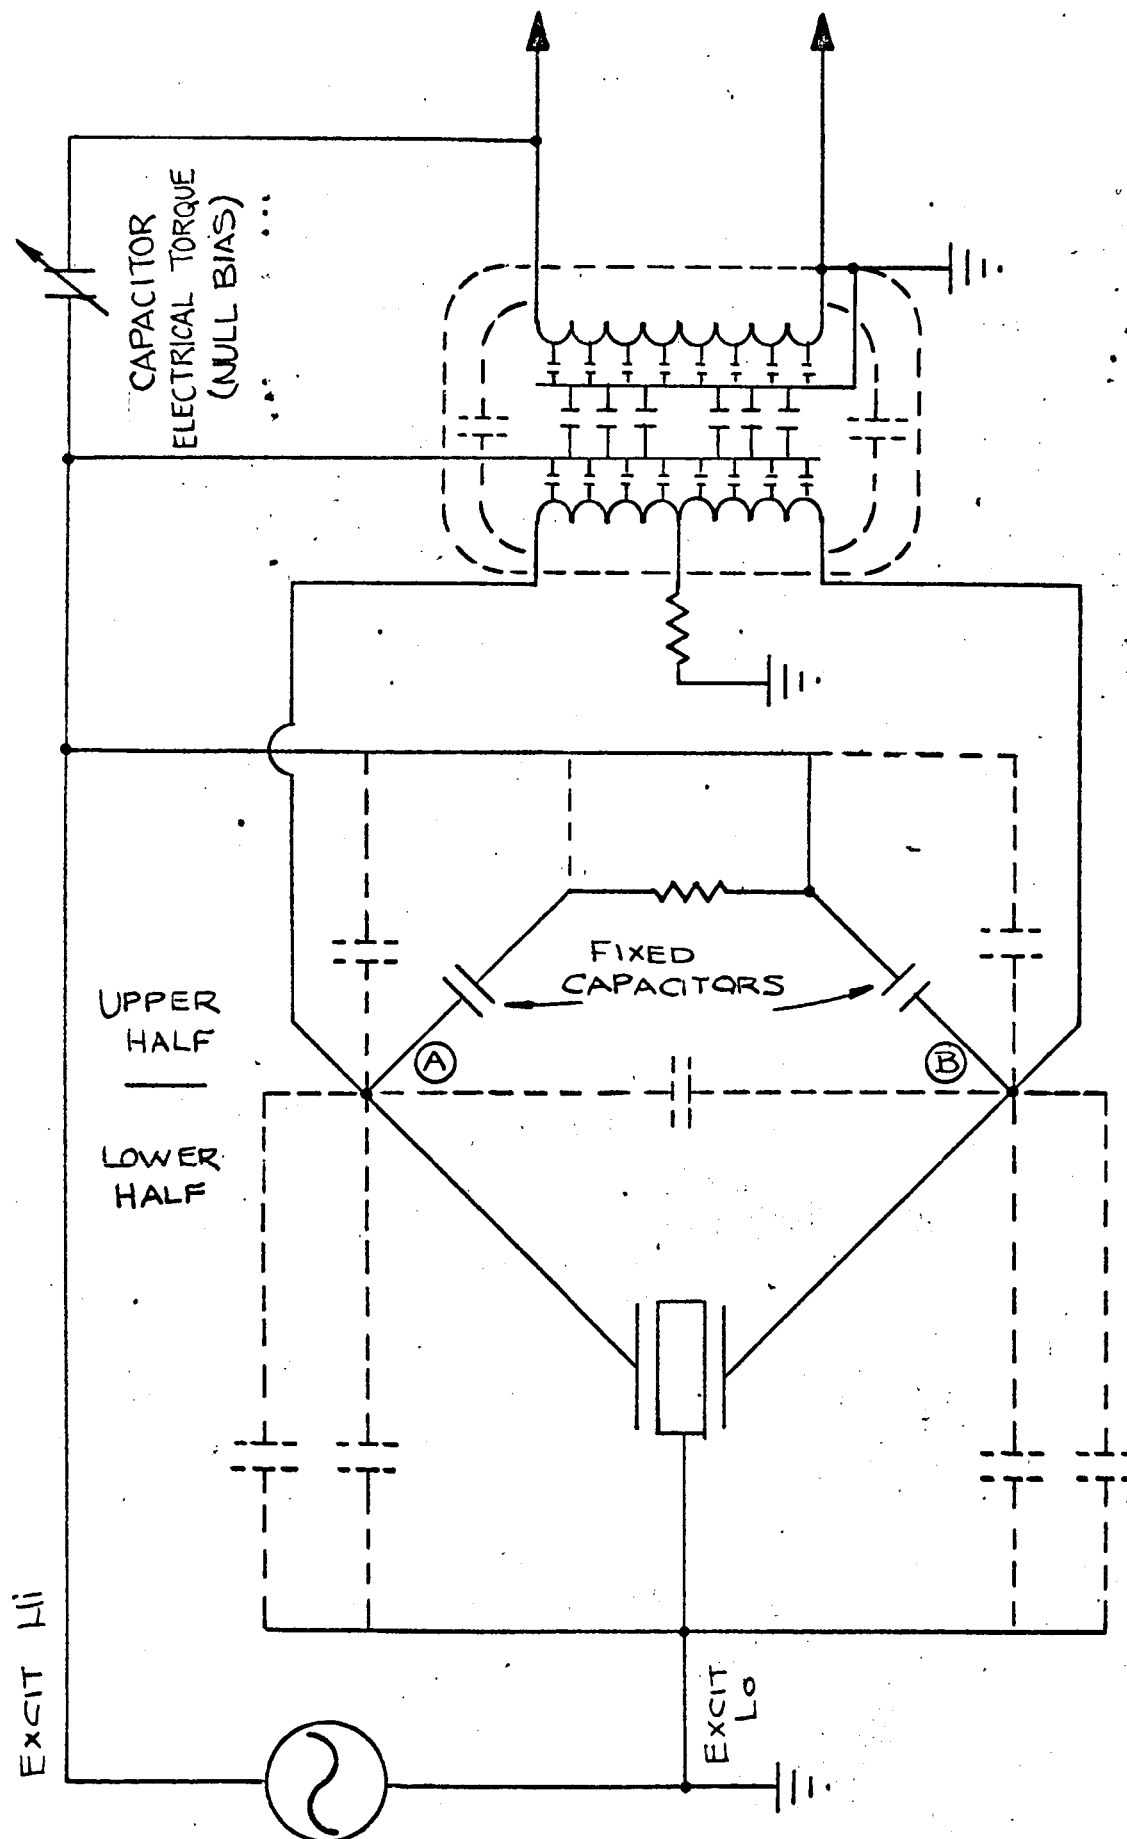 CAPACITOR
ELECTRICAL TORQUE
(NULL BIAS)
FIXED
CAPACITORS
UPPER
HALF
A
B
LOWER
HALF
EXCIT Hi
EXCIT
LO